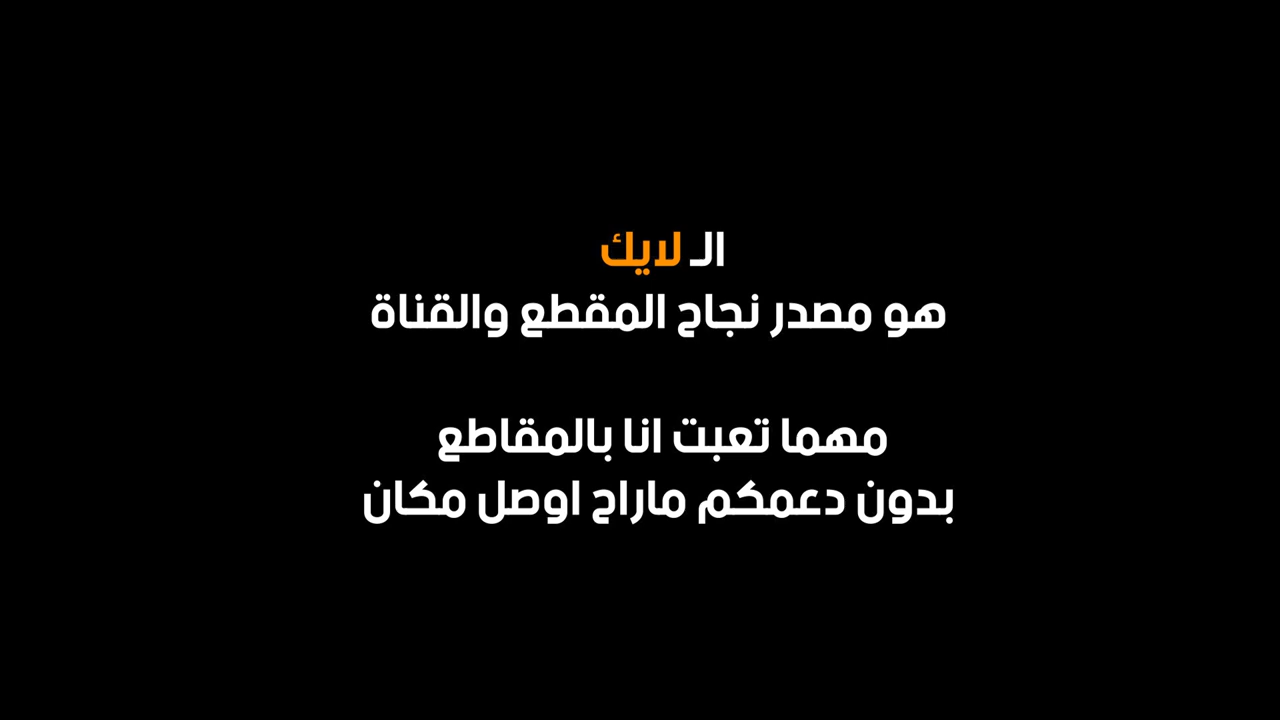 الـ لايك
هو مصدر نجاح المقطع والقناة
مهما تعبت انا بالمقاطع
بدون دعمكم ماراح اوصل مكان